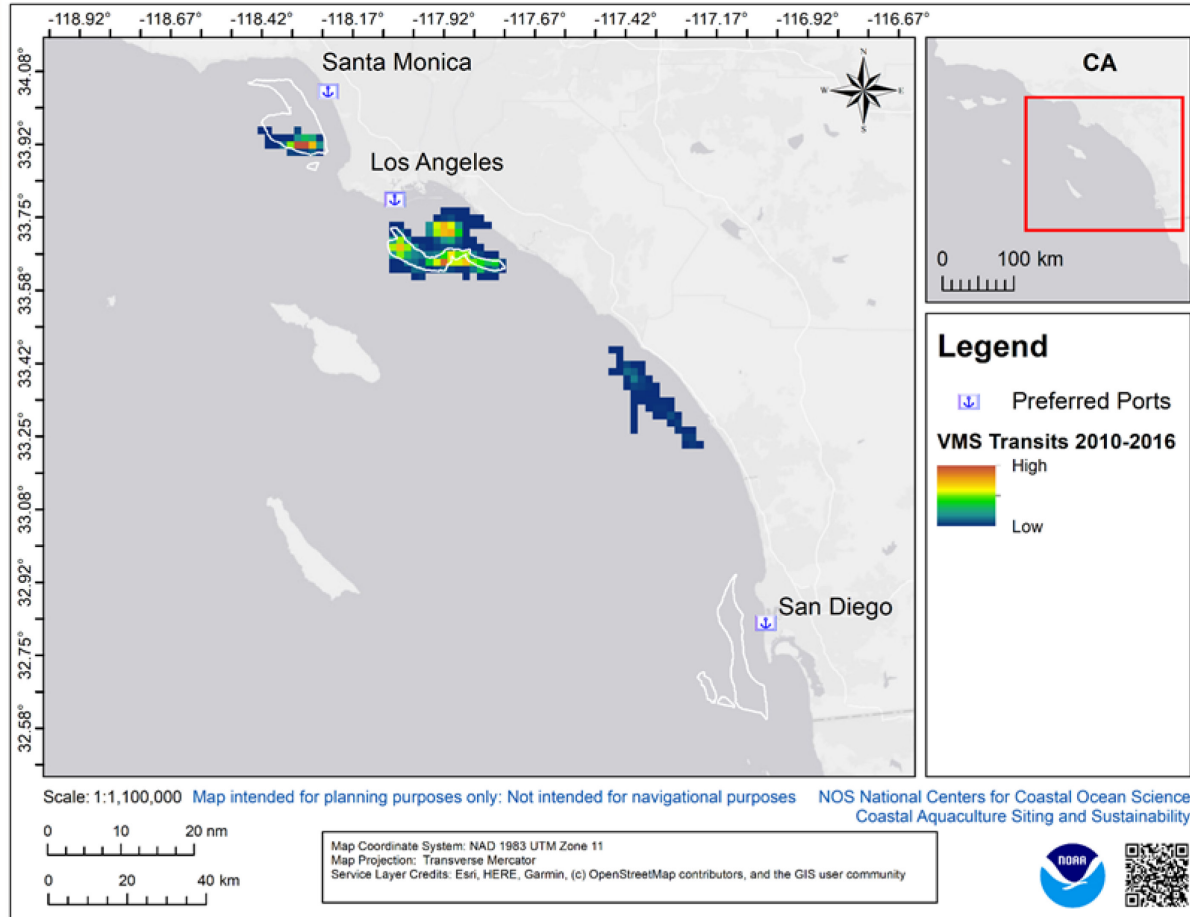 -118.92° -118.67° -118.42° -118.17° -117.92° -117.67° -117.42° -117.17° -116.92° -116.67°
34.08°
33.92°
33.75°
33.58°
33.42°
33.25°
33.08°
32.92°
32.75°
32.58°
Santa Monica
Los Angeles
San Diego
N
W E
S
CA
0 100 km
Legend
Preferred Ports
VMS Transits 2010-2016
High
Low
Scale: 1:1,100,000 Map intended for planning purposes only: Not intended for navigational purposes NOS National Centers for Coastal Ocean Science
Coastal Aquaculture Siting and Sustainability
0 10 20 nm
0 20 40 km
Map Coordinate System: NAD 1983 UTM Zone 11
Map Projection: Transverse Mercator
Service Layer Credits: Esri, HERE, Garmin, (c) OpenStreetMap contributors, and the GIS user community
NOAA